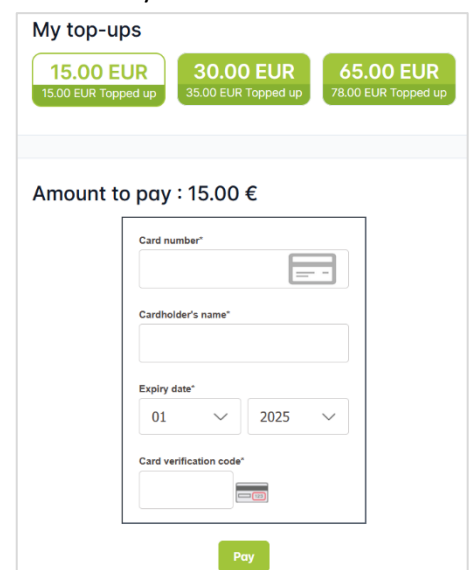 My top-ups
15.00 EUR 30.00 EUR 65.00 EUR
15.00 EUR Topped up 35.00 EUR Topped up 78.00 EUR Topped up
Amount to pay : 15.00 €
Card number*
Cardholder's name*
Expiry date*
01 2025
Card verification code*
Pay